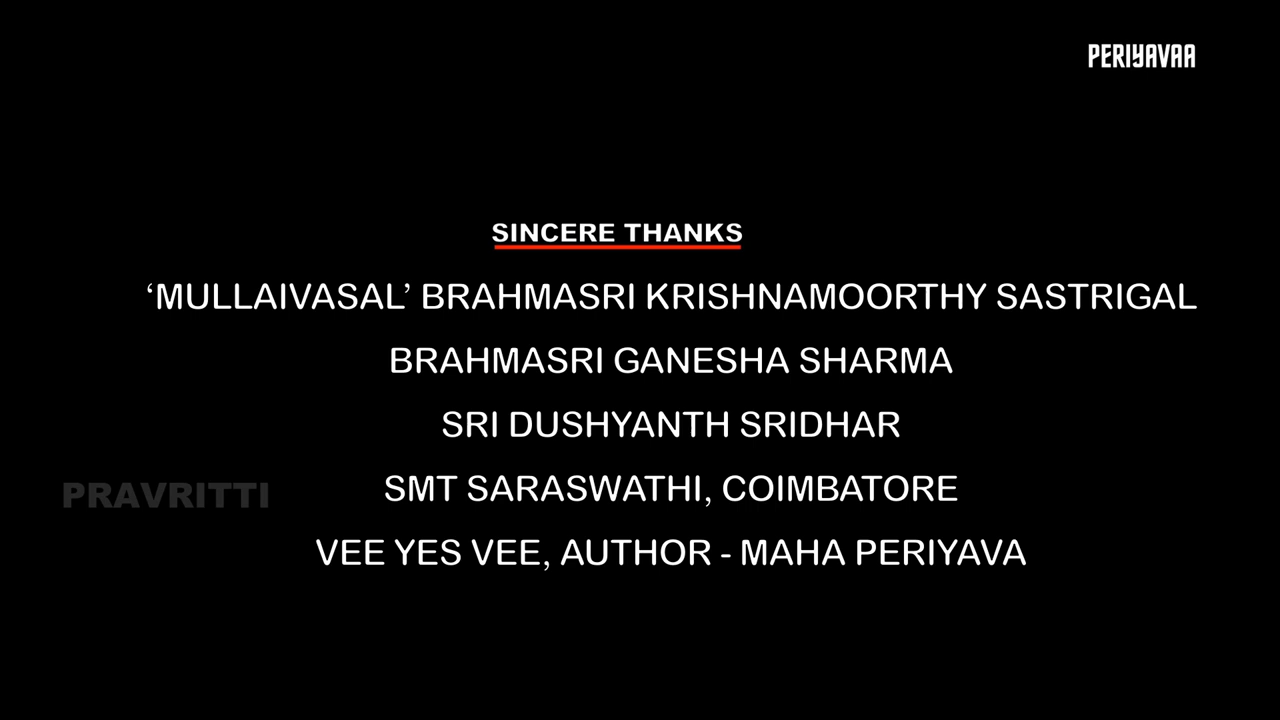 PERIYAVAA
SINCERE THANKS
‘MULLAIVASAL’ BRAHMASRI KRISHNAMOORTHY SASTRIGAL
BRAHMASRI GANESHA SHARMA
SRI DUSHYANTH SRIDHAR
SMT SARASWATHI, COIMBATORE
PRAVRITTI
VEE YES VEE, AUTHOR - MAHA PERIYAVA